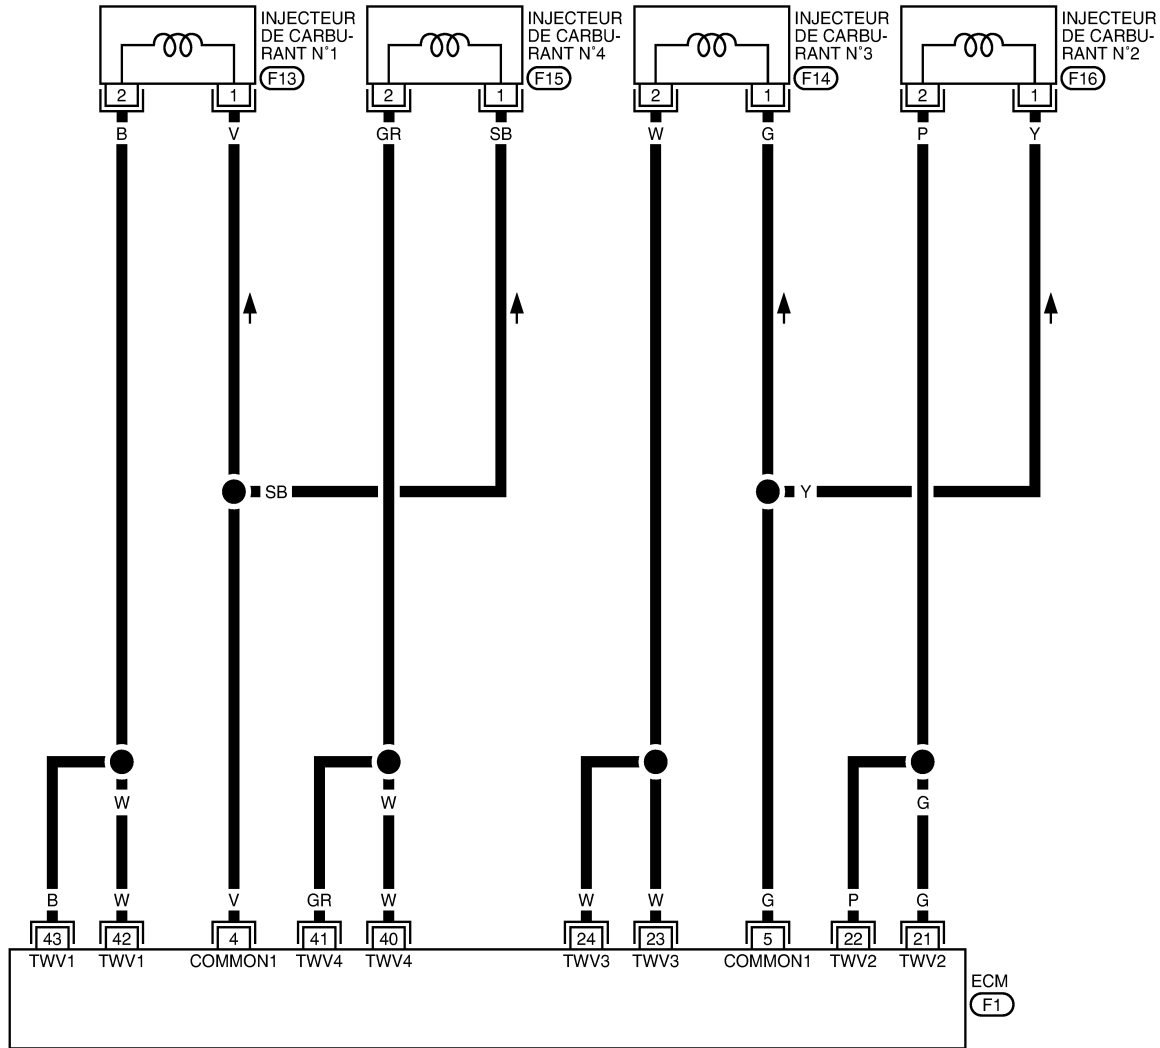 INJECTEUR
DE CARBU-
RANT N°1
F13
INJECTEUR
DE CARBU-
RANT N°4
F15
INJECTEUR
DE CARBU-
RANT N°3
F14
INJECTEUR
DE CARBU-
RANT N°2
F16
2 1 2 1 2 1 2 1
B V GR SB W G P Y
SB Y
W W G
B W V GR W W W G P G
43 42 4 41 40 24 23 5 22 21
TWV1 TWV1 COMMON1 TWV4 TWV4 TWV3 TWV3 COMMON1 TWV2 TWV2
ECM
F1